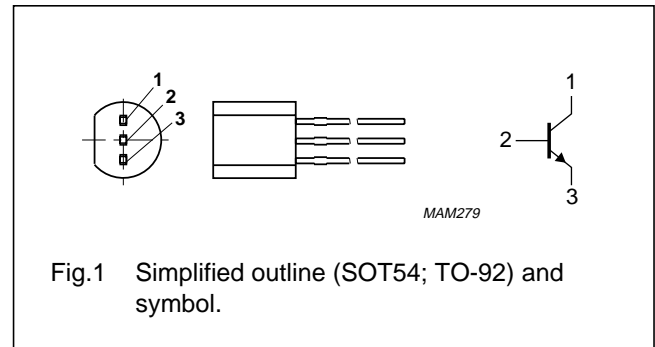 1
2
3
1
2
3
MAM279
Fig.1 Simplified outline (SOT54; TO-92) and
symbol.